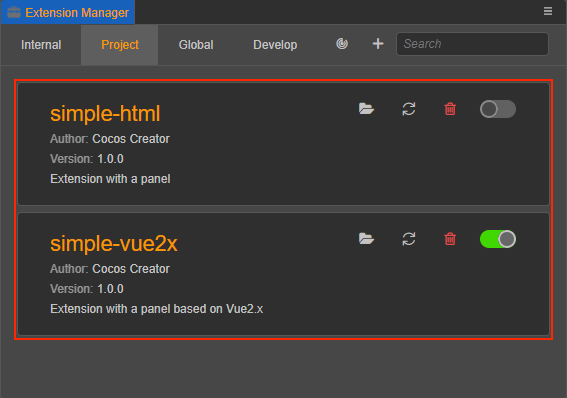 Extension Manager
Internal
Project
Global
Develop
Search
simple-html
Author: Cocos Creator
Version: 1.0.0
Extension with a panel
simple-vue2x
Author: Cocos Creator
Version: 1.0.0
Extension with a panel based on Vue2.x